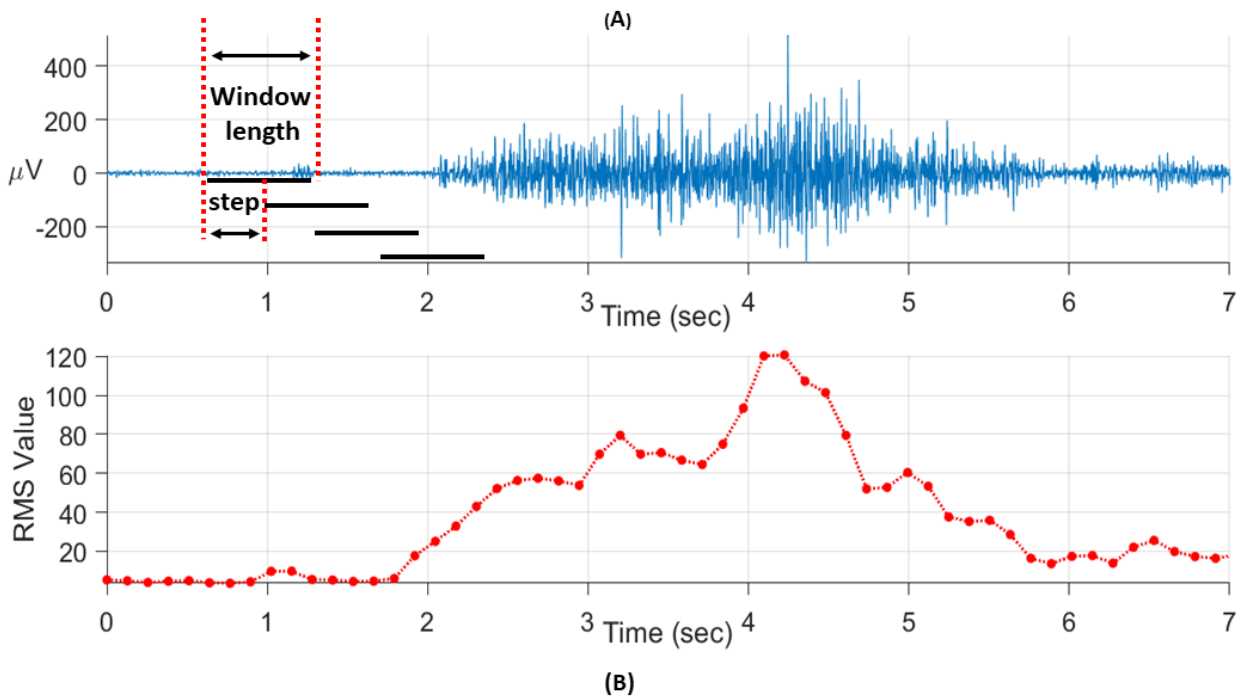 (A)
400
200
0
-200
μV
Window
length
step
0 1 2 3 4 5 6 7
Time (sec)
120
100
80
60
40
20
RMS Value
0 1 2 3 4 5 6 7
Time (sec)
(B)